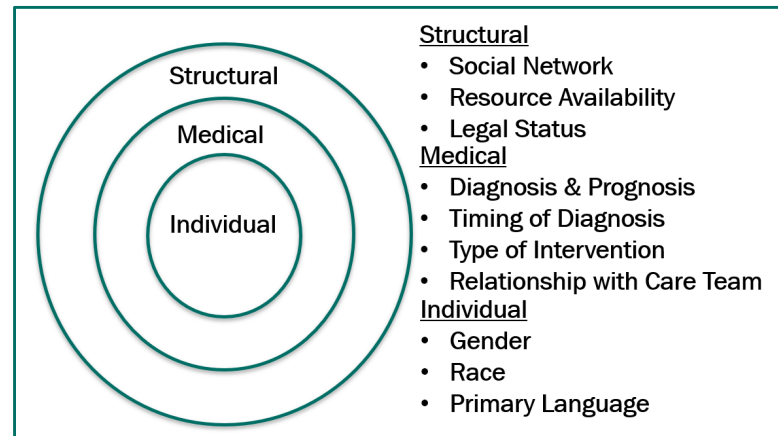 Structural
Medical
Individual
Structural
• Social Network
• Resource Availability
• Legal Status
Medical
• Diagnosis & Prognosis
• Timing of Diagnosis
• Type of Intervention
• Relationship with Care Team
Individual
• Gender
• Race
• Primary Language